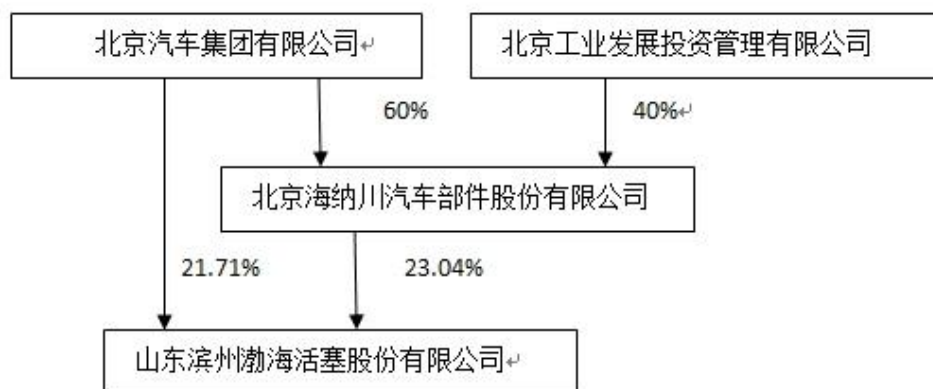 北京汽车集团有限公司
北京工业发展投资管理有限公司
60%
40%
北京海纳川汽车部件股份有限公司
21.71%
23.04%
山东滨州渤海活塞股份有限公司